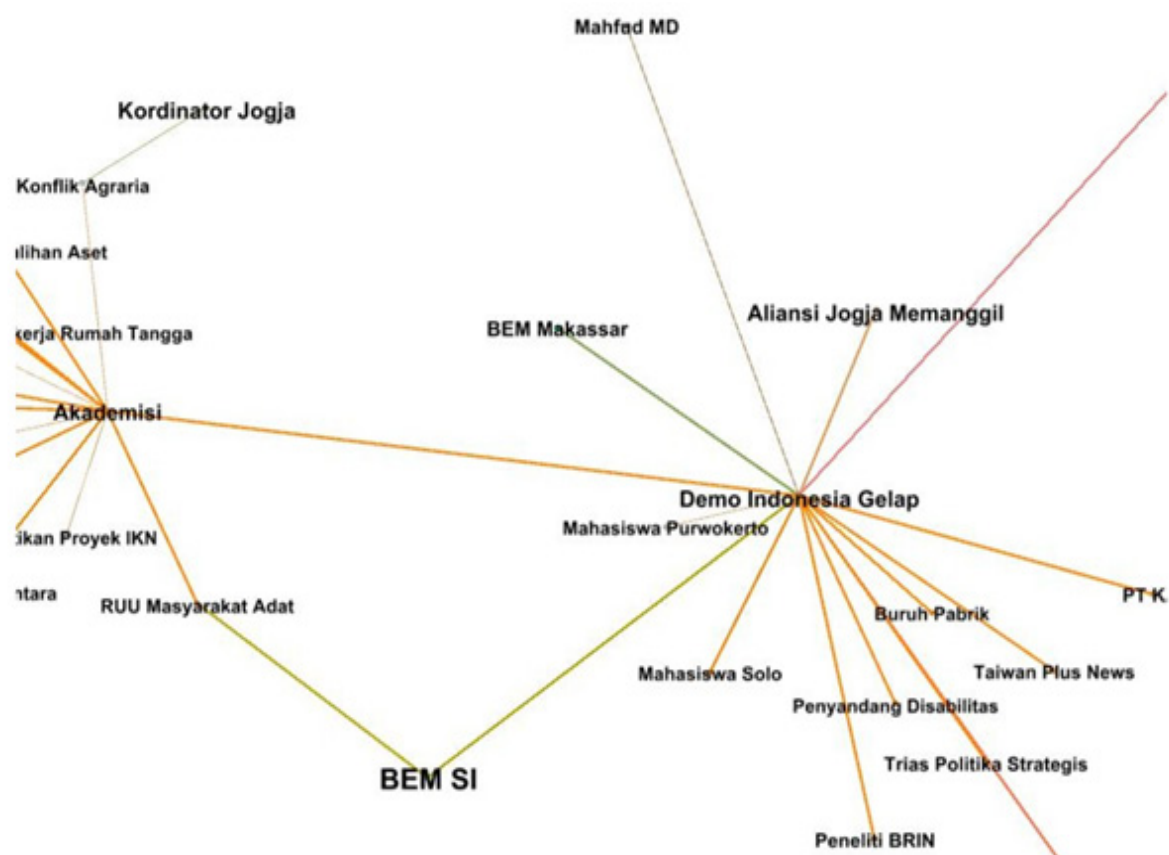 Mahfud MD
Kordinator Jogja
Konflik Agraria
ulihan Aset
kerja Rumah Tangga
BEM Makassar
Aliansi Jogja Memanggil
Akademisi
Demo Indonesia Gelap
Mahasiswa Purwokerto
tikan Proyek IKN
ntara
RUU Masyarakat Adat
PT K
Buruh Pabrik
Mahasiswa Solo
Taiwan Plus News
Penyandang Disabilitas
BEM SI
Trias Politika Strategis
Peneliti BRIN